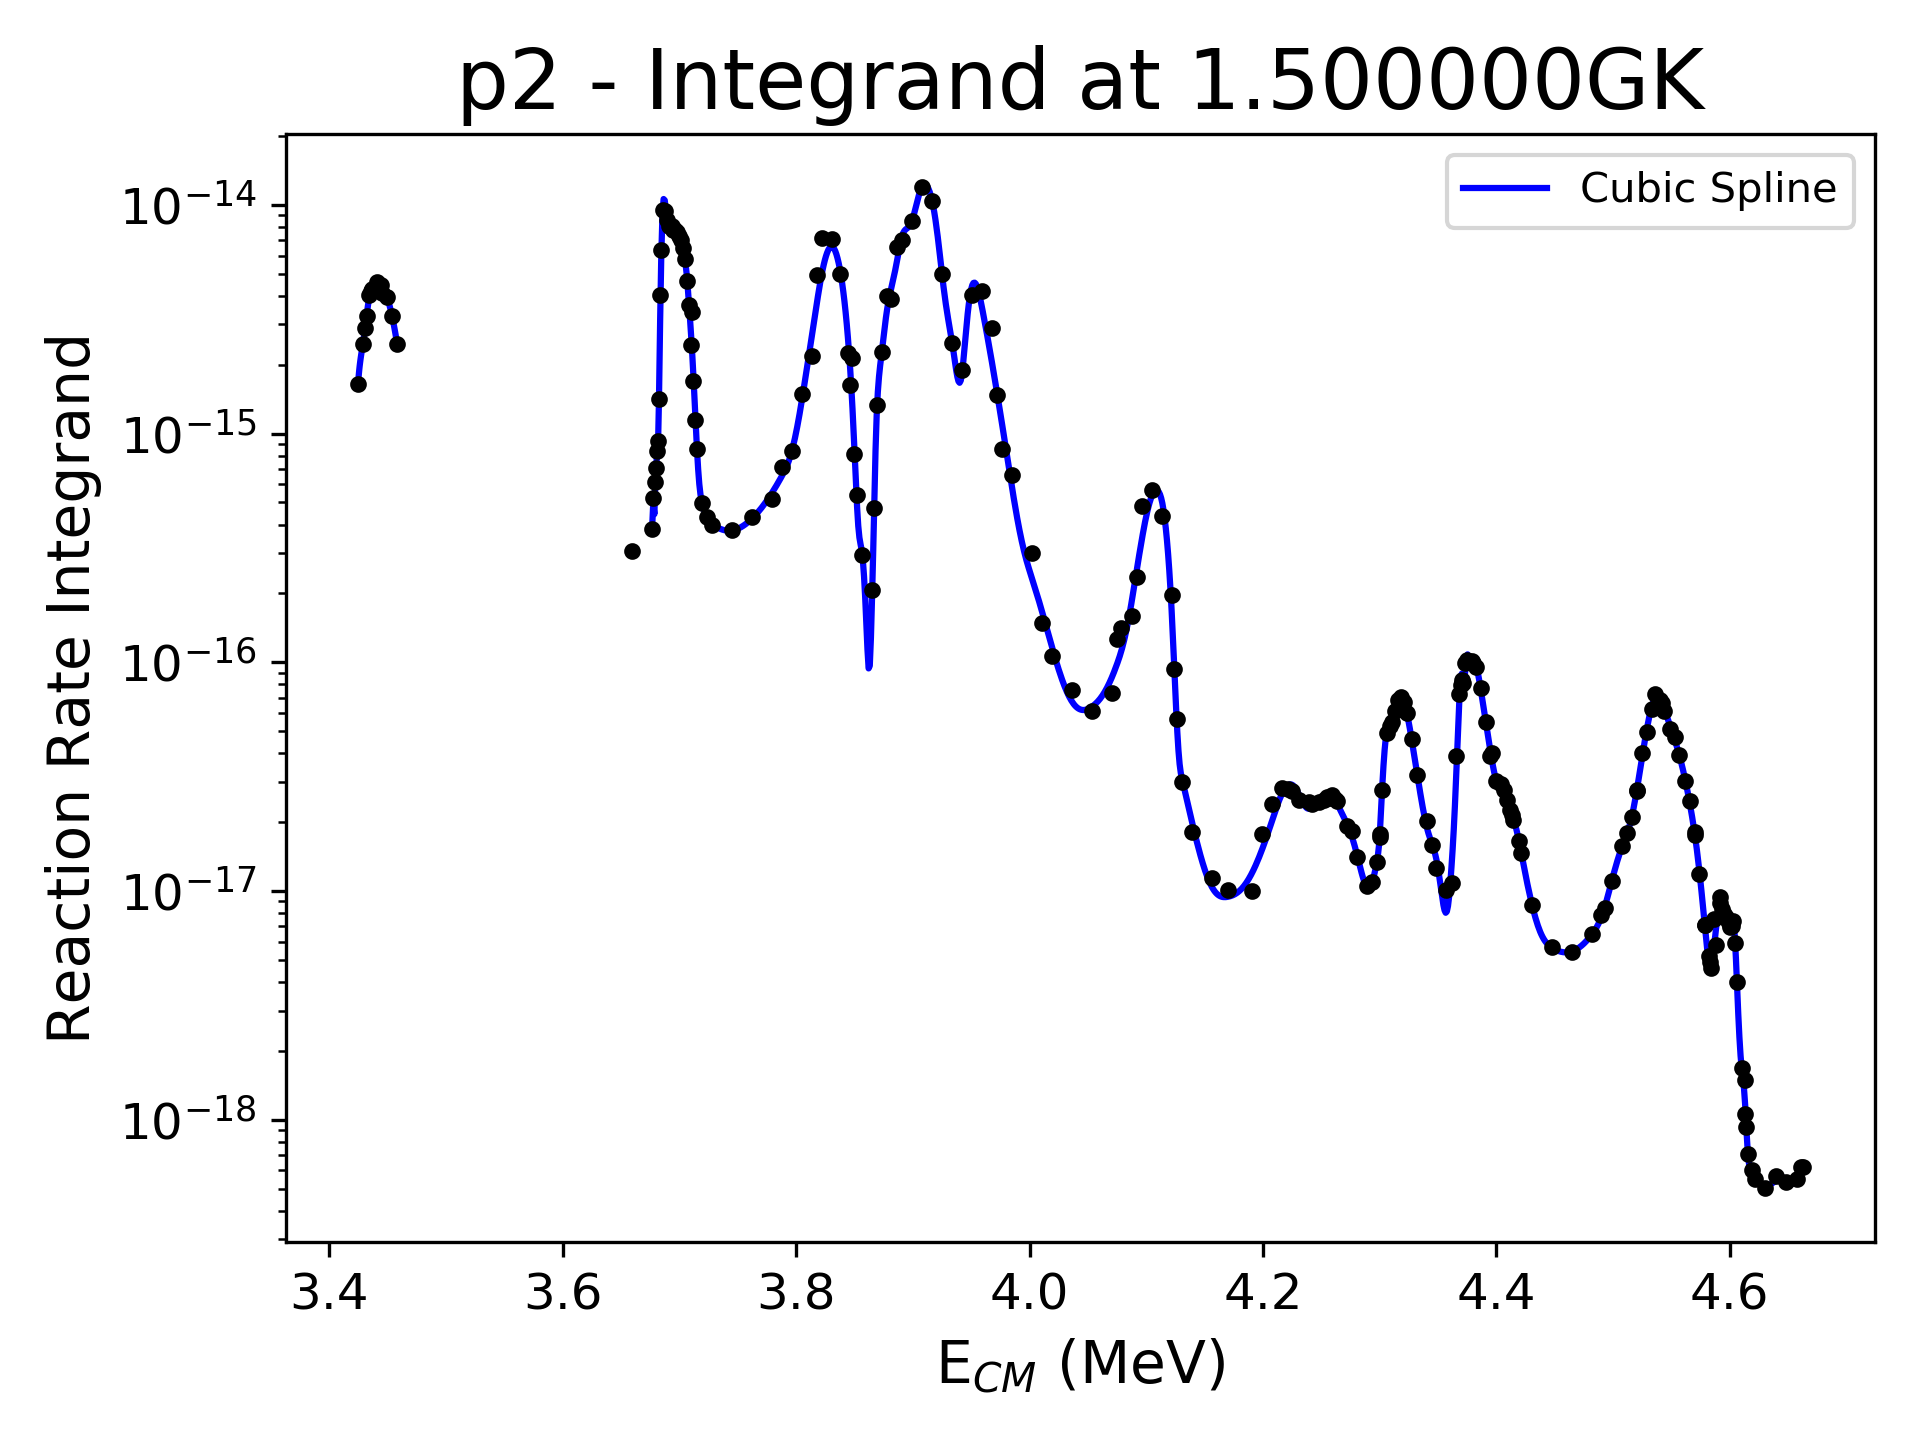 p2 - Integrand at 1.500000GK
Cubic Spline
Reaction Rate Integrand
10⁻¹⁴
10⁻¹⁵
10⁻¹⁶
10⁻¹⁷
10⁻¹⁸
3.4 3.6 3.8 4.0 4.2 4.4 4.6
E_CM (MeV)